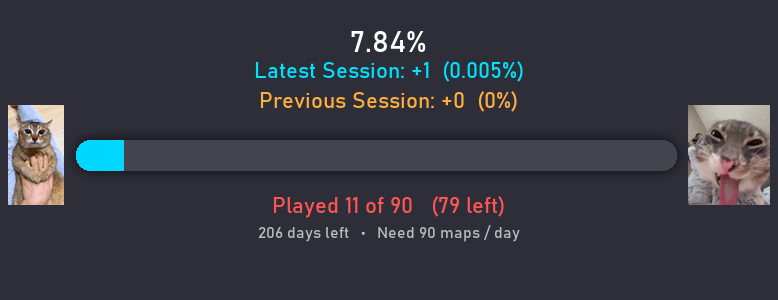 7.84%
Latest Session: +1 (0.005%)
Previous Session: +0 (0%)
Played 11 of 90 (79 left)
206 days left • Need 90 maps / day